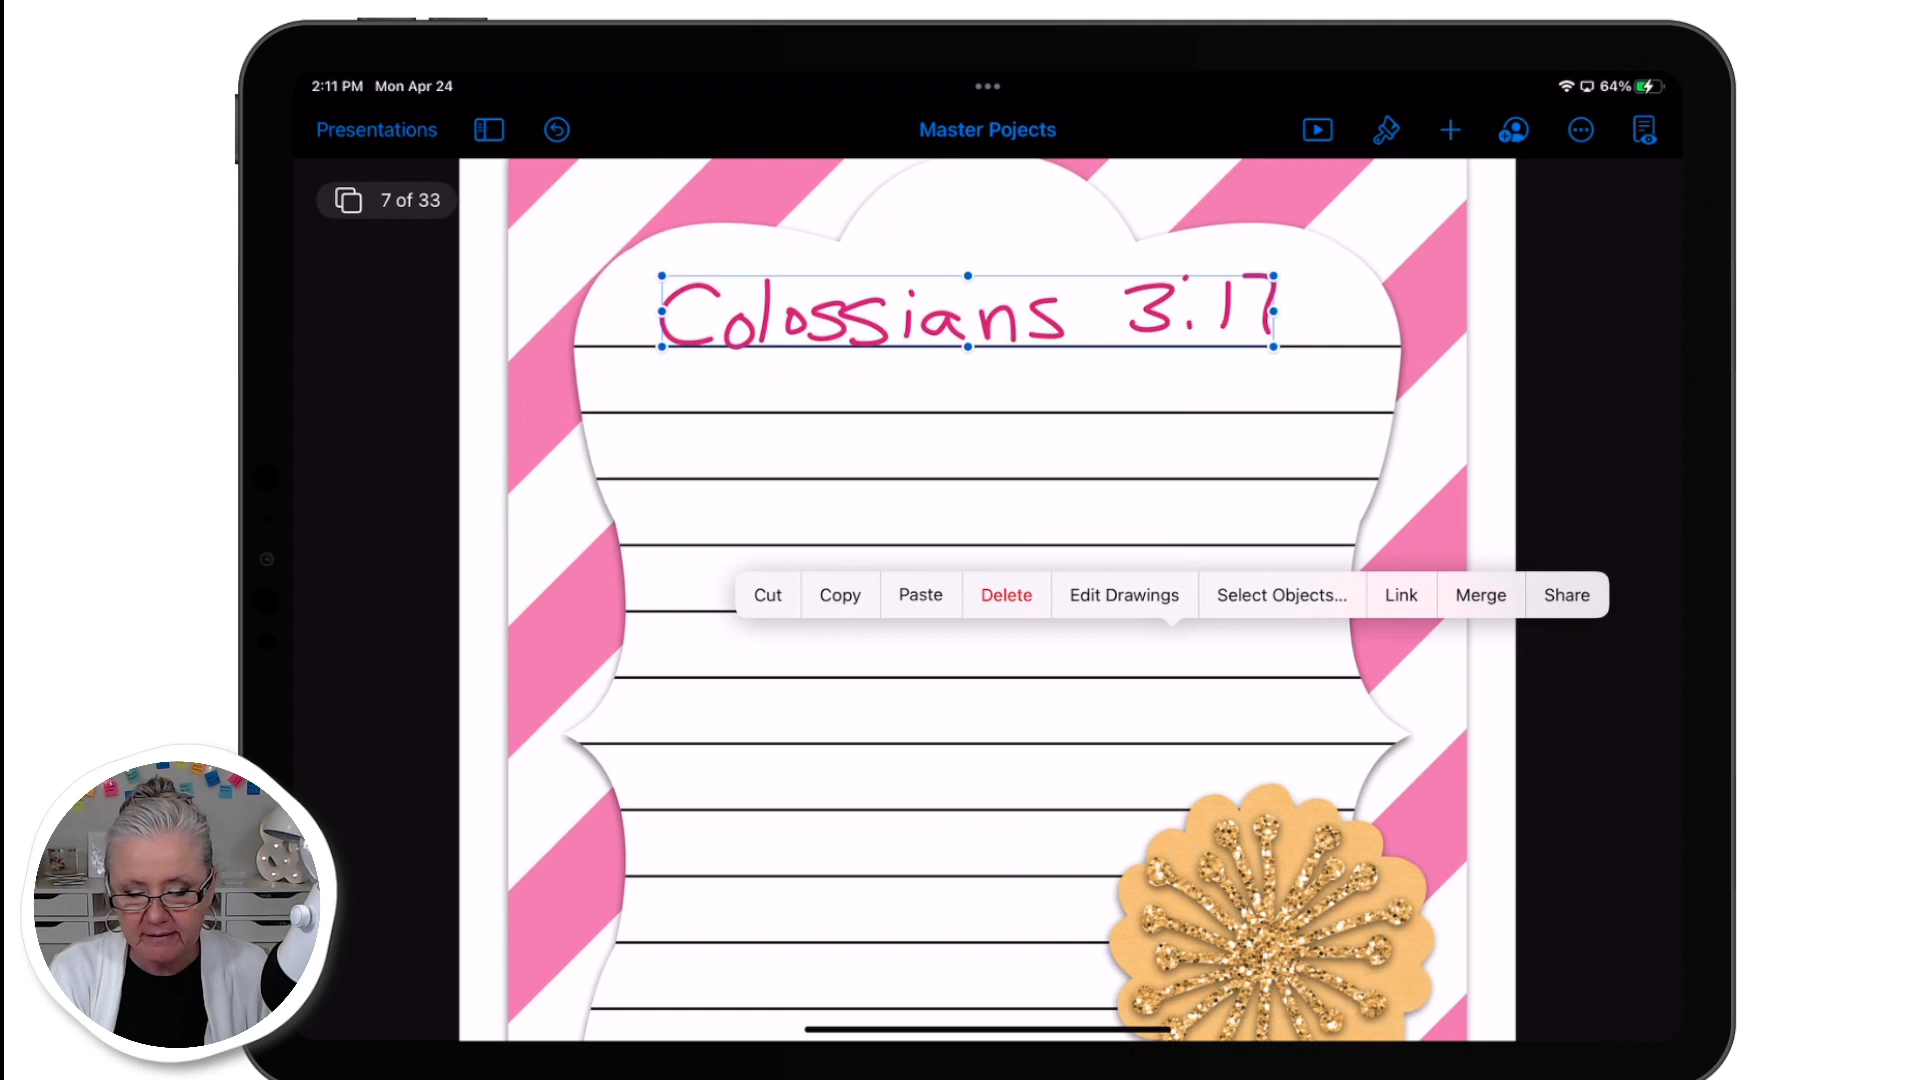 2:11 PM Mon Apr 24
64%
Presentations
Master Pojects
7 of 33
Colossians 3:17
Cut Copy Paste Delete Edit Drawings Select Objects... Link Merge Share